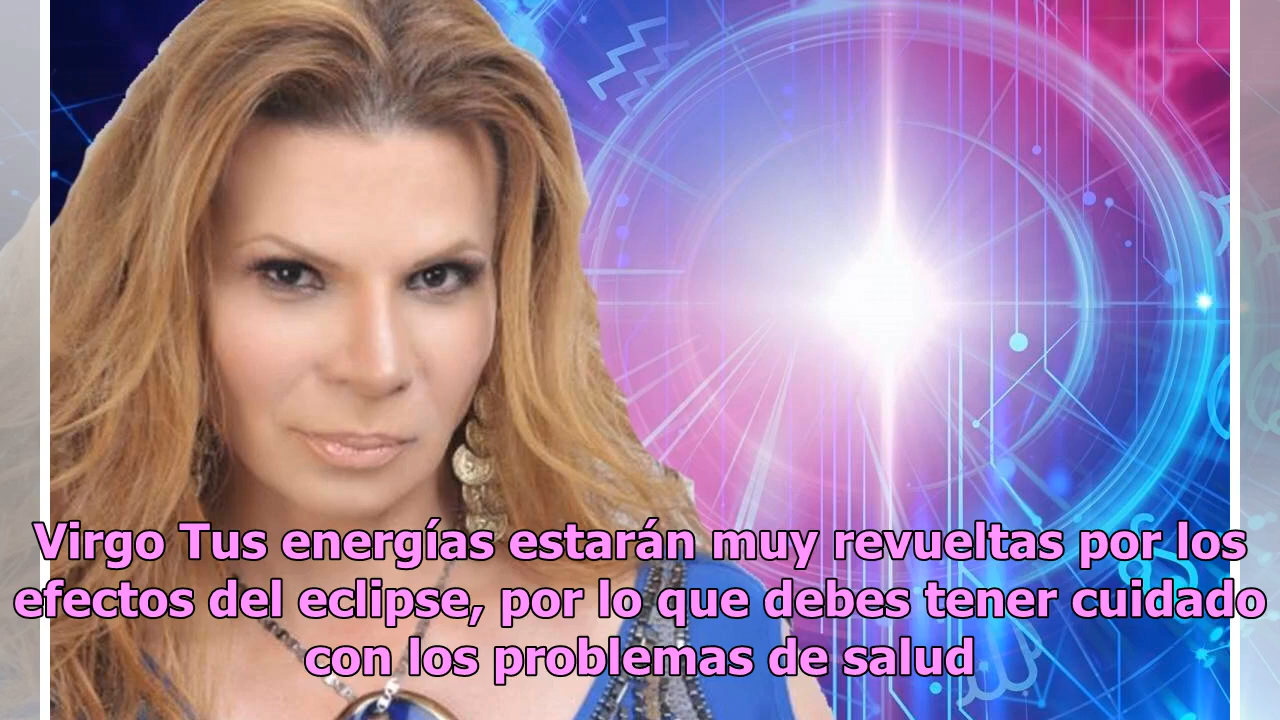 Virgo Tus energías estarán muy revueltas por los
efectos del eclipse, por lo que debes tener cuidado
con los problemas de salud